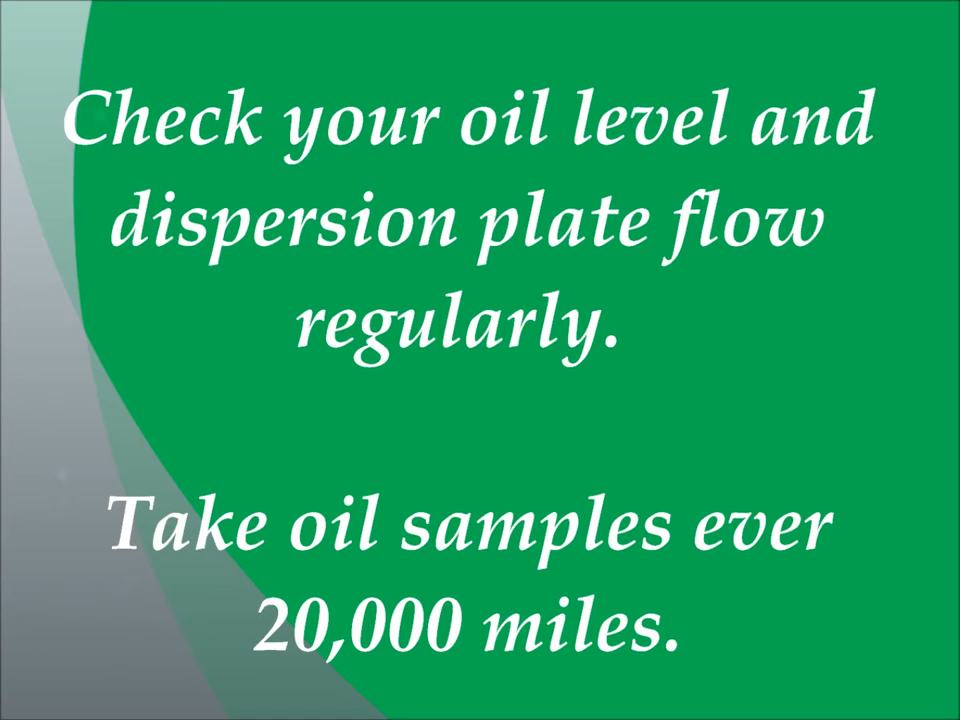 Check your oil level and
dispersion plate flow
regularly.
Take oil samples ever
20,000 miles.